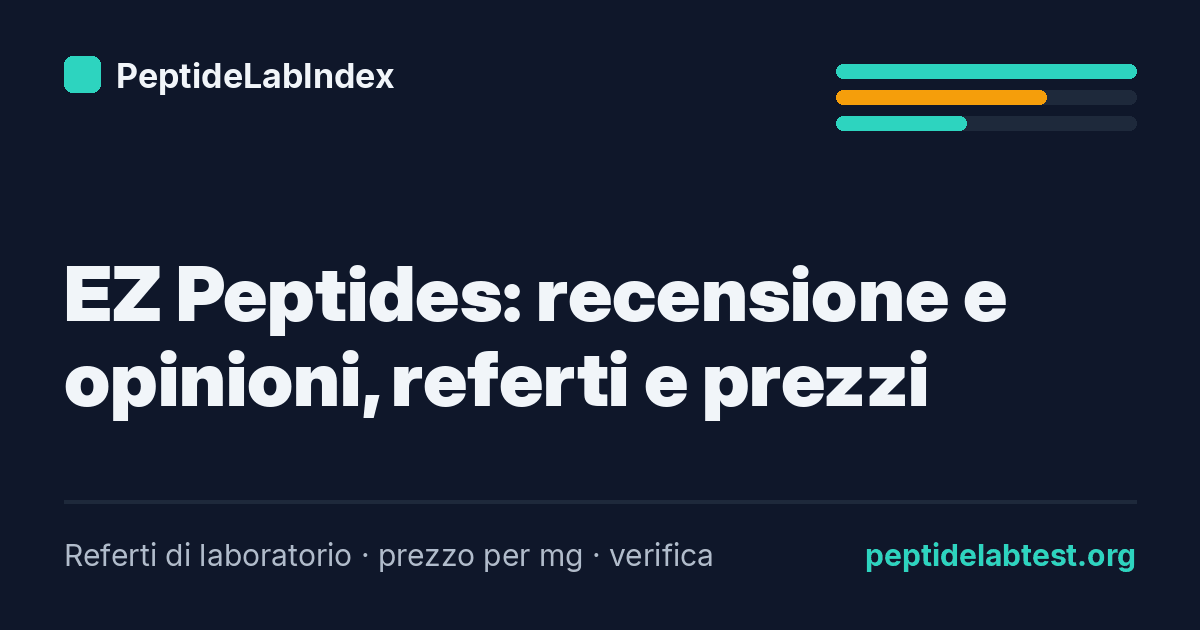 PeptideLabIndex
EZ Peptides: recensione e
opinioni, referti e prezzi
Referti di laboratorio · prezzo per mg · verifica
peptidelabtest.org